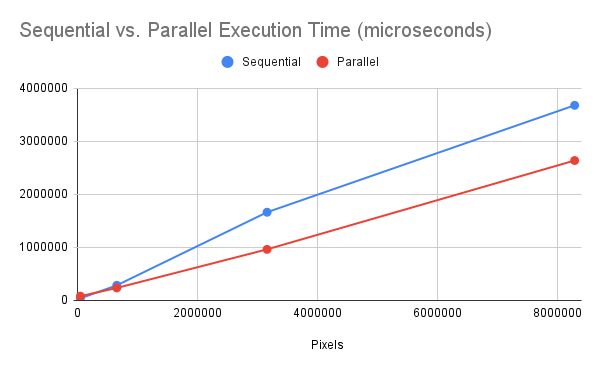 Sequential vs. Parallel Execution Time (microseconds)
Sequential Parallel
4000000
3000000
2000000
1000000
0
0 2000000 4000000 6000000 8000000
Pixels